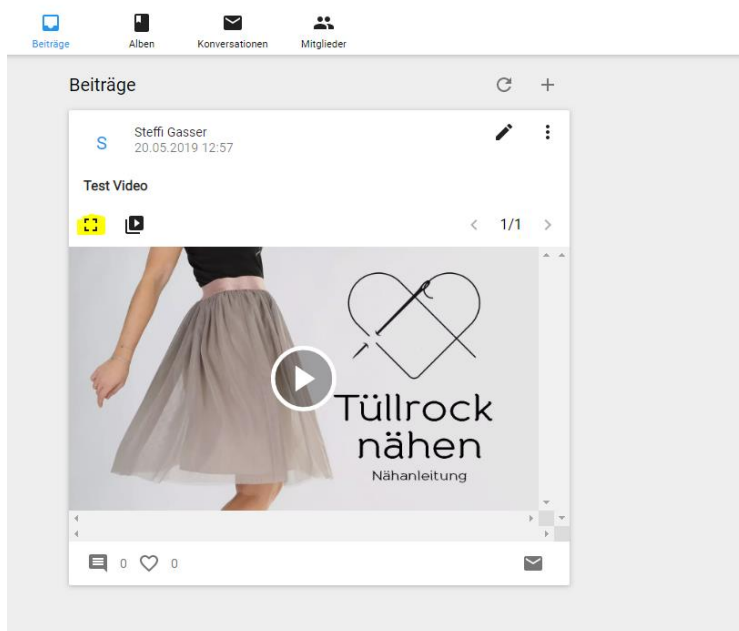 Beiträge Alben Konversationen Mitglieder
Beiträge
S Steffi Gasser
20.05.2019 12:57
Test Video
1/1
Tüllrock
nähen
Nähanleitung
0 0